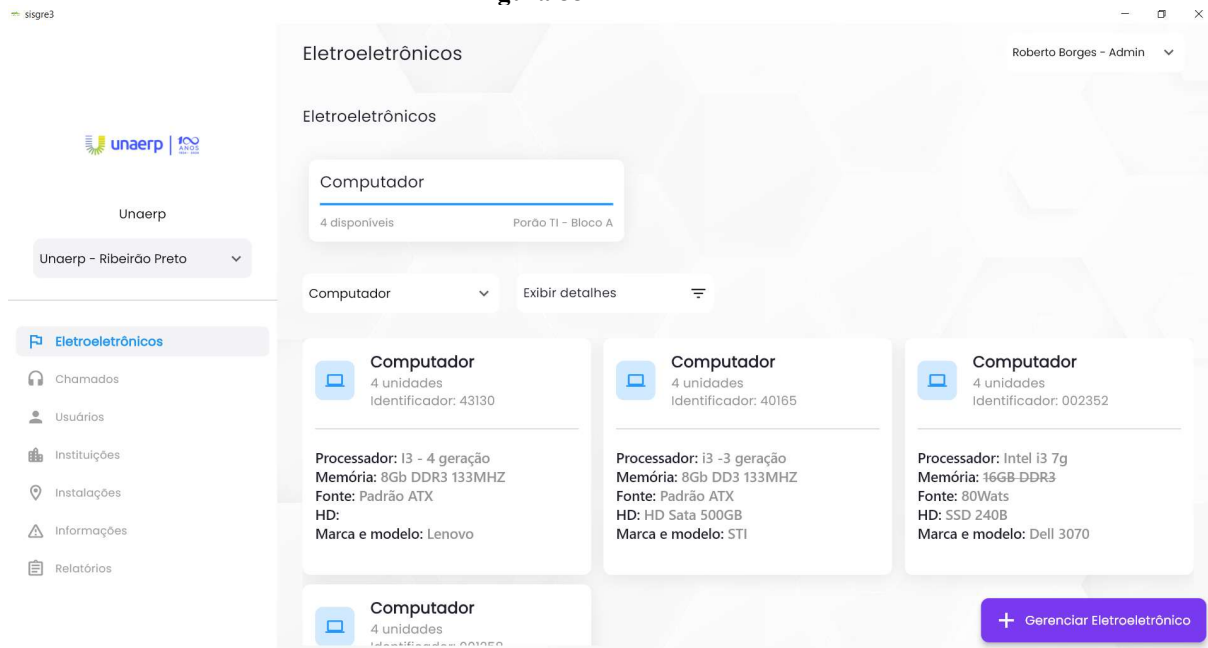 sisgre3
Eletroeletrônicos
Roberto Borges - Admin
unaerp | 100 ANOS
Unaerp
Unaerp - Ribeirão Preto
Eletroeletrônicos
Chamados
Usuários
Instituições
Instalações
Informações
Relatórios
Eletroeletrônicos
Computador
4 disponíveis
Porão TI - Bloco A
Computador
Exibir detalhes
Computador
4 unidades
Identificador: 43130
Processador: I3 - 4 geração
Memória: 8Gb DDR3 133MHZ
Fonte: Padrão ATX
HD:
Marca e modelo: Lenovo
Computador
4 unidades
Identificador: 40165
Processador: i3 -3 geração
Memória: 8Gb DD3 133MHZ
Fonte: Padrão ATX
HD: HD Sata 500GB
Marca e modelo: STI
Computador
4 unidades
Identificador: 002352
Processador: Intel i3 7g
Memória: 16GB DDR3
Fonte: 80Wats
HD: SSD 240B
Marca e modelo: Dell 3070
Computador
4 unidades
Gerenciar Eletroeletrônico